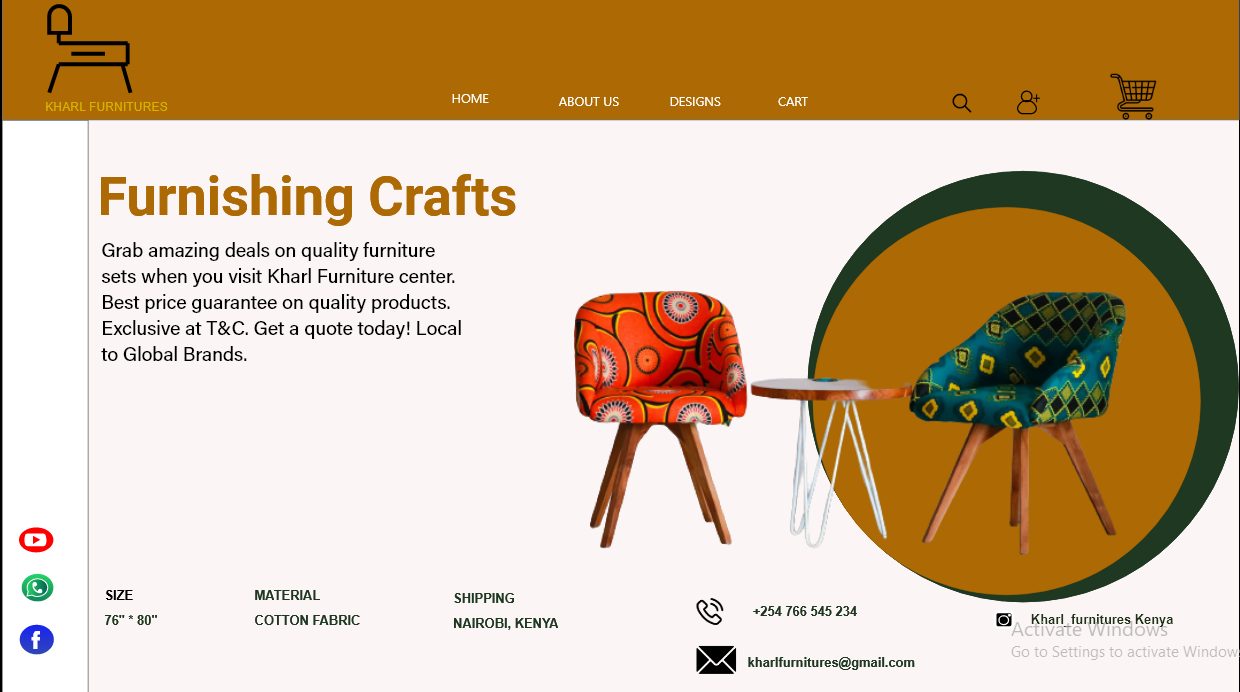 KHARL FURNITURES
HOME
ABOUT US
DESIGNS
CART
Furnishing Crafts
Grab amazing deals on quality furniture
sets when you visit Kharl Furniture center.
Best price guarantee on quality products.
Exclusive at T&C. Get a quote today! Local
to Global Brands.
SIZE
76" * 80"
MATERIAL
COTTON FABRIC
SHIPPING
NAIROBI, KENYA
+254 766 545 234
kharlfurnitures@gmail.com
Kharl_furnitures Kenya
Activate Windows
Go to Settings to activate Window